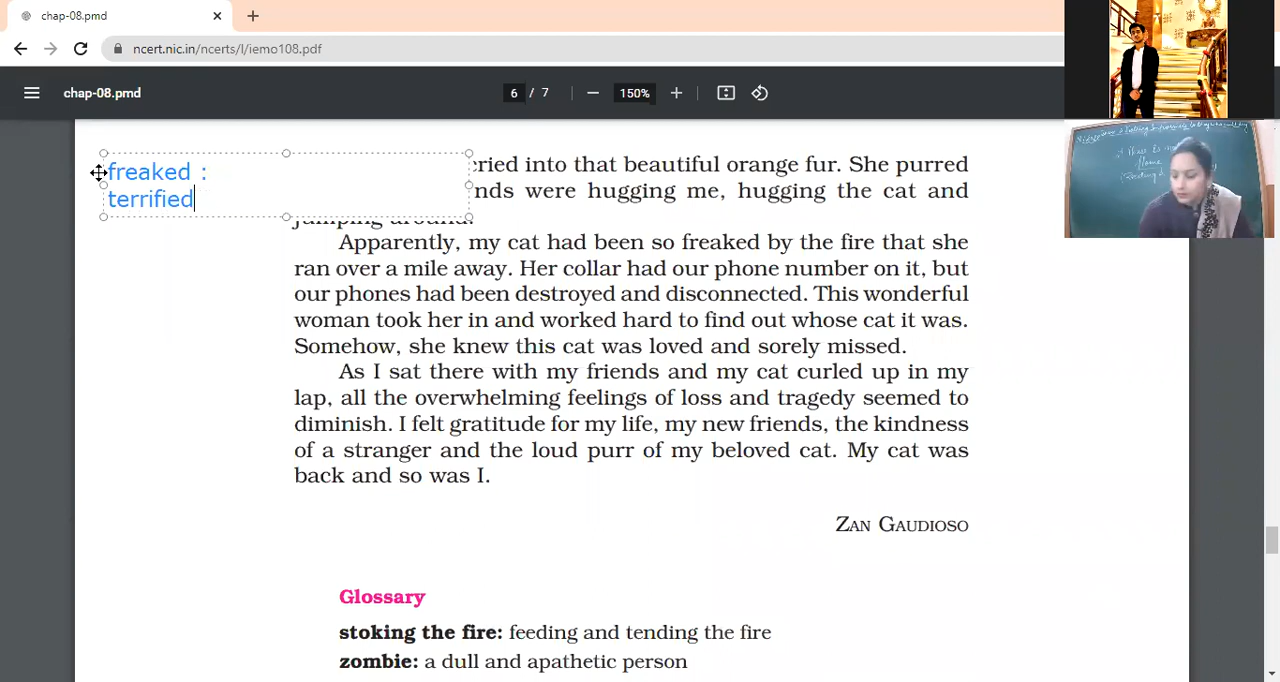 chap-08.pmd
ncert.nic.in/ncerts/l/iemo108.pdf
chap-08.pmd
6 / 7
150%
freaked :
terrified
ried into that beautiful orange fur. She purred
nds were hugging me, hugging the cat and
jumping around.
Apparently, my cat had been so freaked by the fire that she
ran over a mile away. Her collar had our phone number on it, but
our phones had been destroyed and disconnected. This wonderful
woman took her in and worked hard to find out whose cat it was.
Somehow, she knew this cat was loved and sorely missed.
As I sat there with my friends and my cat curled up in my
lap, all the overwhelming feelings of loss and tragedy seemed to
diminish. I felt gratitude for my life, my new friends, the kindness
of a stranger and the loud purr of my beloved cat. My cat was
back and so was I.
ZAN GAUDIOSO
Glossary
stoking the fire: feeding and tending the fire
zombie: a dull and apathetic person